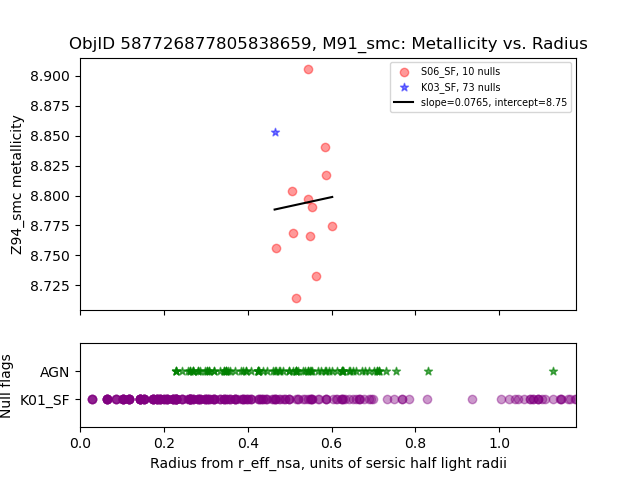 ObjID 587726877805838659, M91_smc: Metallicity vs. Radius
Z94_smc metallicity
8.900
8.875
8.850
8.825
8.800
8.775
8.750
8.725
S06_SF, 10 nulls
K03_SF, 73 nulls
slope=0.0765, intercept=8.75
Null flags
AGN
K01_SF
0.0 0.2 0.4 0.6 0.8 1.0
Radius from r_eff_nsa, units of sersic half light radii